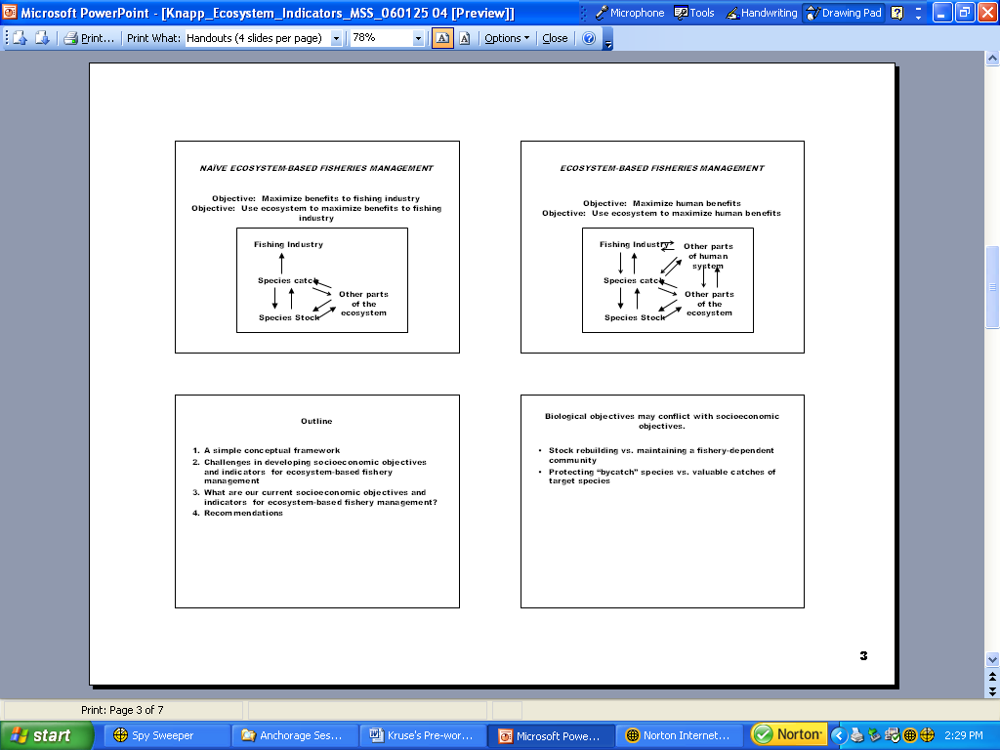 Microsoft PowerPoint - [Knapp_Ecosystem_Indicators_MSS_060125 04 [Preview]]
Microphone Tools Handwriting Drawing Pad
Print... Print What: Handouts (4 slides per page) 78% Options Close
NAÏVE ECOSYSTEM-BASED FISHERIES MANAGEMENT
Objective: Maximize benefits to fishing industry
Objective: Use ecosystem to maximize benefits to fishing
industry
Fishing Industry
Species catch
Other parts
of the
ecosystem
Species Stock
ECOSYSTEM-BASED FISHERIES MANAGEMENT
Objective: Maximize human benefits
Objective: Use ecosystem to maximize human benefits
Fishing Industry
Other parts
of human
system
Species catch
Other parts
of the
ecosystem
Species Stock
Outline
1. A simple conceptual framework
2. Challenges in developing socioeconomic objectives
and indicators for ecosystem-based fishery
management
3. What are our current socioeconomic objectives and
indicators for ecosystem-based fishery management?
4. Recommendations
Biological objectives may conflict with socioeconomic
objectives.
• Stock rebuilding vs. maintaining a fishery-dependent
community
• Protecting “bycatch” species vs. valuable catches of
target species
3
Print: Page 3 of 7
start Spy Sweeper Anchorage Ses... Kruse's Pre-wor... Microsoft Powe... Norton Internet... Norton 2:29 PM